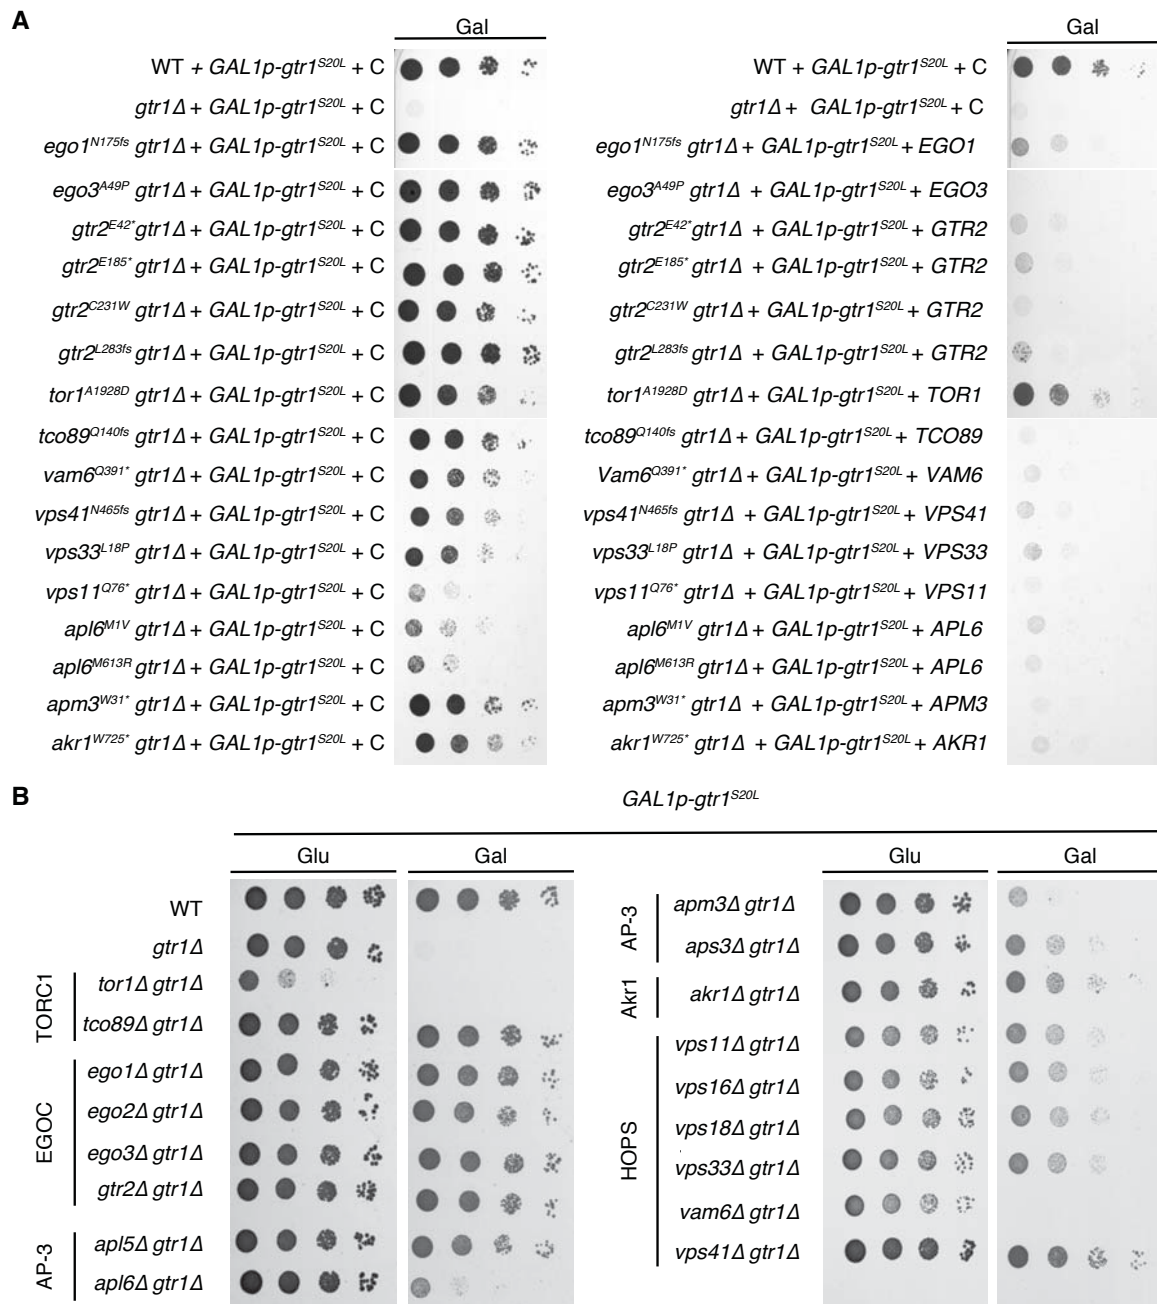 A
Gal
WT + GAL1p-gtr1S20L + C
gtr1Δ + GAL1p-gtr1S20L + C
ego1N175fs gtr1Δ + GAL1p-gtr1S20L + C
ego3A49P gtr1Δ + GAL1p-gtr1S20L + C
gtr2E42*gtr1Δ + GAL1p-gtr1S20L + C
gtr2E185* gtr1Δ + GAL1p-gtr1S20L + C
gtr2C231W gtr1Δ + GAL1p-gtr1S20L + C
gtr2L283fs gtr1Δ + GAL1p-gtr1S20L + C
tor1A1928D gtr1Δ + GAL1p-gtr1S20L + C
tco89Q140fs gtr1Δ + GAL1p-gtr1S20L + C
vam6Q391* gtr1Δ + GAL1p-gtr1S20L + C
vps41N465fs gtr1Δ + GAL1p-gtr1S20L + C
vps33L18P gtr1Δ + GAL1p-gtr1S20L + C
vps11Q76* gtr1Δ + GAL1p-gtr1S20L + C
apl6M1V gtr1Δ + GAL1p-gtr1S20L + C
apl6M613R gtr1Δ + GAL1p-gtr1S20L + C
apm3W31* gtr1Δ + GAL1p-gtr1S20L + C
akr1W725* gtr1Δ + GAL1p-gtr1S20L + C
Gal
WT + GAL1p-gtr1S20L + C
gtr1Δ + GAL1p-gtr1S20L + C
ego1N175fs gtr1Δ + GAL1p-gtr1S20L + EGO1
ego3A49P gtr1Δ + GAL1p-gtr1S20L + EGO3
gtr2E42*gtr1Δ + GAL1p-gtr1S20L + GTR2
gtr2E185* gtr1Δ + GAL1p-gtr1S20L + GTR2
gtr2C231W gtr1Δ + GAL1p-gtr1S20L + GTR2
gtr2L283fs gtr1Δ + GAL1p-gtr1S20L + GTR2
tor1A1928D gtr1Δ + GAL1p-gtr1S20L + TOR1
tco89Q140fs gtr1Δ + GAL1p-gtr1S20L + TCO89
Vam6Q391* gtr1Δ + GAL1p-gtr1S20L + VAM6
vps41N465fs gtr1Δ + GAL1p-gtr1S20L + VPS41
vps33L18P gtr1Δ + GAL1p-gtr1S20L + VPS33
vps11Q76* gtr1Δ + GAL1p-gtr1S20L + VPS11
apl6M1V gtr1Δ + GAL1p-gtr1S20L + APL6
apl6M613R gtr1Δ + GAL1p-gtr1S20L + APL6
apm3W31* gtr1Δ + GAL1p-gtr1S20L + APM3
akr1W725* gtr1Δ + GAL1p-gtr1S20L + AKR1
B
GAL1p-gtr1S20L
Glu
Gal
WT
gtr1Δ
TORC1
tor1Δ gtr1Δ
tco89Δ gtr1Δ
EGOC
ego1Δ gtr1Δ
ego2Δ gtr1Δ
ego3Δ gtr1Δ
gtr2Δ gtr1Δ
AP-3
apl5Δ gtr1Δ
apl6Δ gtr1Δ
Glu
Gal
AP-3
apm3Δ gtr1Δ
aps3Δ gtr1Δ
Akr1
akr1Δ gtr1Δ
HOPS
vps11Δ gtr1Δ
vps16Δ gtr1Δ
vps18Δ gtr1Δ
vps33Δ gtr1Δ
vam6Δ gtr1Δ
vps41Δ gtr1Δ